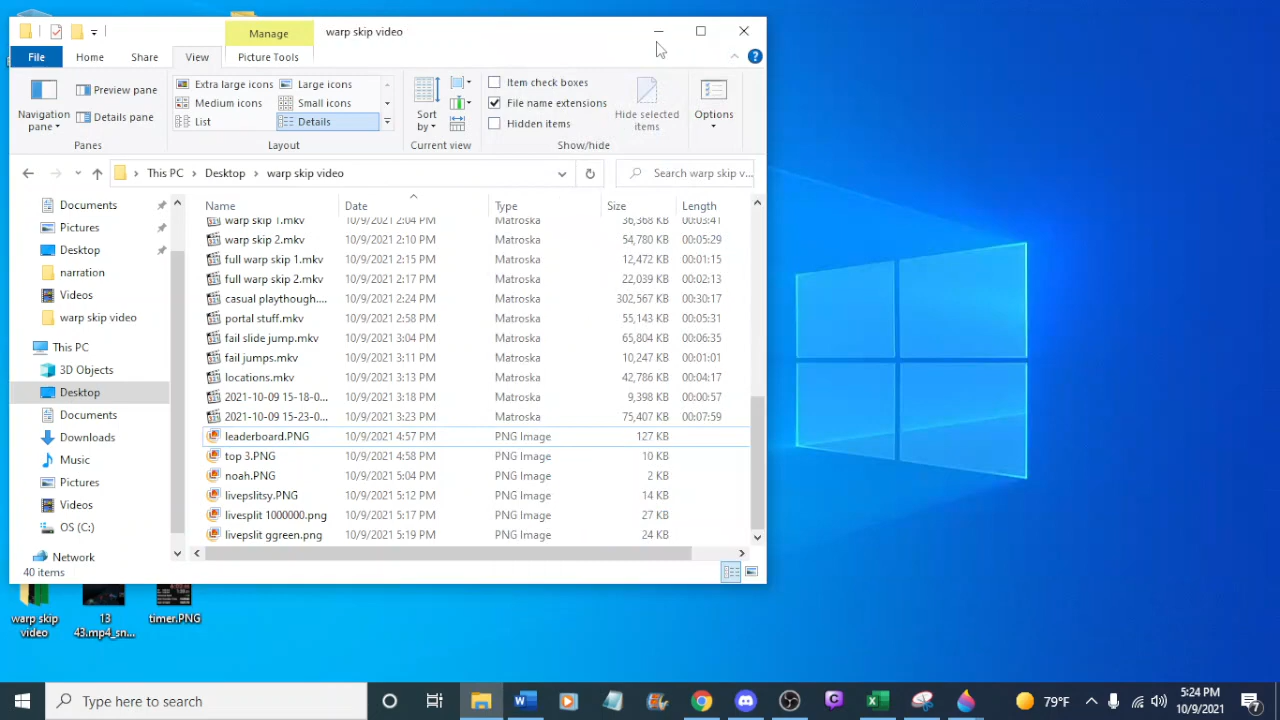 Manage
warp skip video
File
Home
Share
View
Picture Tools
Navigation pane
Preview pane
Details pane
Panes
Extra large icons
Large icons
Medium icons
Small icons
List
Details
Layout
Sort by
Current view
Item check boxes
File name extensions
Hidden items
Hide selected items
Show/hide
Options
This PC
Desktop
warp skip video
Search warp skip v...
Documents
Pictures
Desktop
narration
Videos
warp skip video
This PC
3D Objects
Desktop
Documents
Downloads
Music
Pictures
Videos
OS (C:)
Network
Name Date Type Size Length
warp skip 1.mkv 10/9/2021 2:04 PM Matroska 36,368 KB 00:03:41
warp skip 2.mkv 10/9/2021 2:10 PM Matroska 54,780 KB 00:05:29
full warp skip 1.mkv 10/9/2021 2:15 PM Matroska 12,472 KB 00:01:15
full warp skip 2.mkv 10/9/2021 2:17 PM Matroska 22,039 KB 00:02:13
casual playthough.... 10/9/2021 2:24 PM Matroska 302,567 KB 00:30:17
portal stuff.mkv 10/9/2021 2:58 PM Matroska 55,143 KB 00:05:31
fail slide jump.mkv 10/9/2021 3:04 PM Matroska 65,804 KB 00:06:35
fail jumps.mkv 10/9/2021 3:11 PM Matroska 10,247 KB 00:01:01
locations.mkv 10/9/2021 3:13 PM Matroska 42,786 KB 00:04:17
2021-10-09 15-18-0... 10/9/2021 3:18 PM Matroska 9,398 KB 00:00:57
2021-10-09 15-23-0... 10/9/2021 3:23 PM Matroska 75,407 KB 00:07:59
leaderboard.PNG 10/9/2021 4:57 PM PNG Image 127 KB
top 3.PNG 10/9/2021 4:58 PM PNG Image 10 KB
noah.PNG 10/9/2021 5:04 PM PNG Image 2 KB
livepslitsy.PNG 10/9/2021 5:12 PM PNG Image 14 KB
livesplit 1000000.png 10/9/2021 5:17 PM PNG Image 27 KB
livepslit ggreen.png 10/9/2021 5:19 PM PNG Image 24 KB
40 items
warp skip video
13 43.mp4_sn...
timer.PNG
Type here to search
79°F
5:24 PM
10/9/2021
7